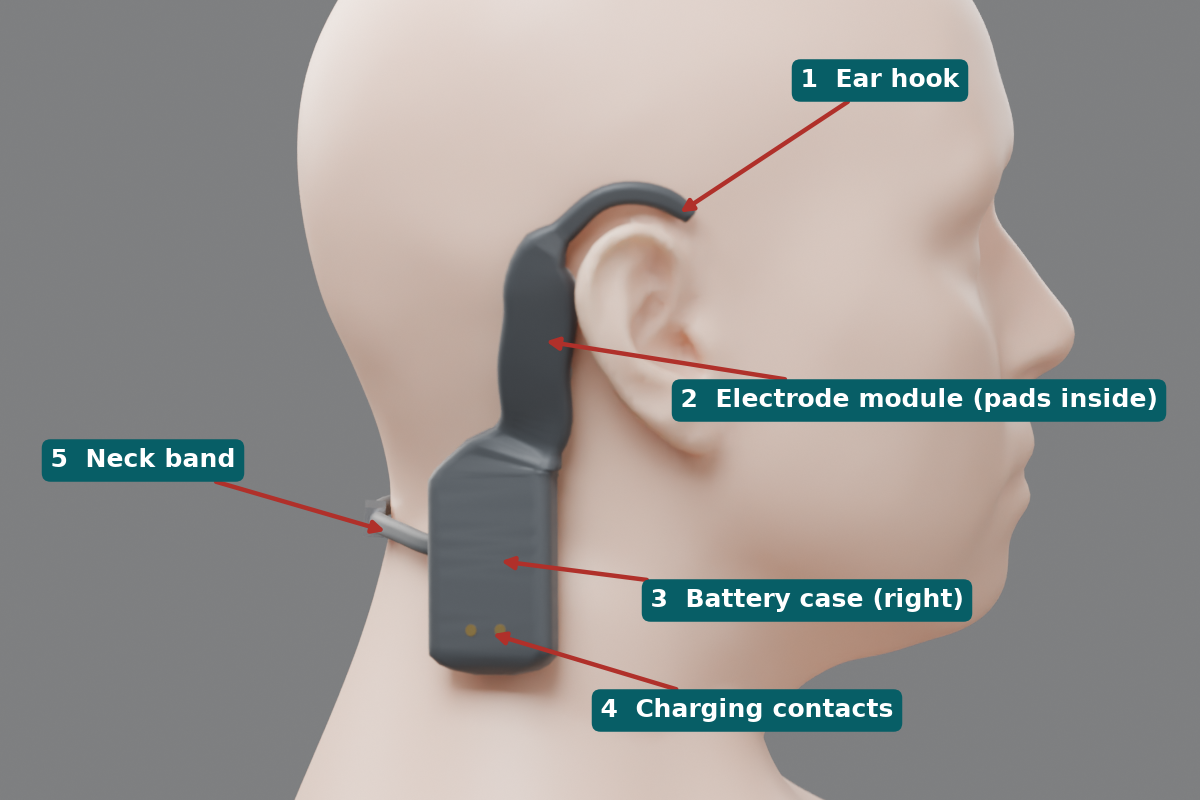 1 Ear hook
2 Electrode module (pads inside)
5 Neck band
3 Battery case (right)
4 Charging contacts